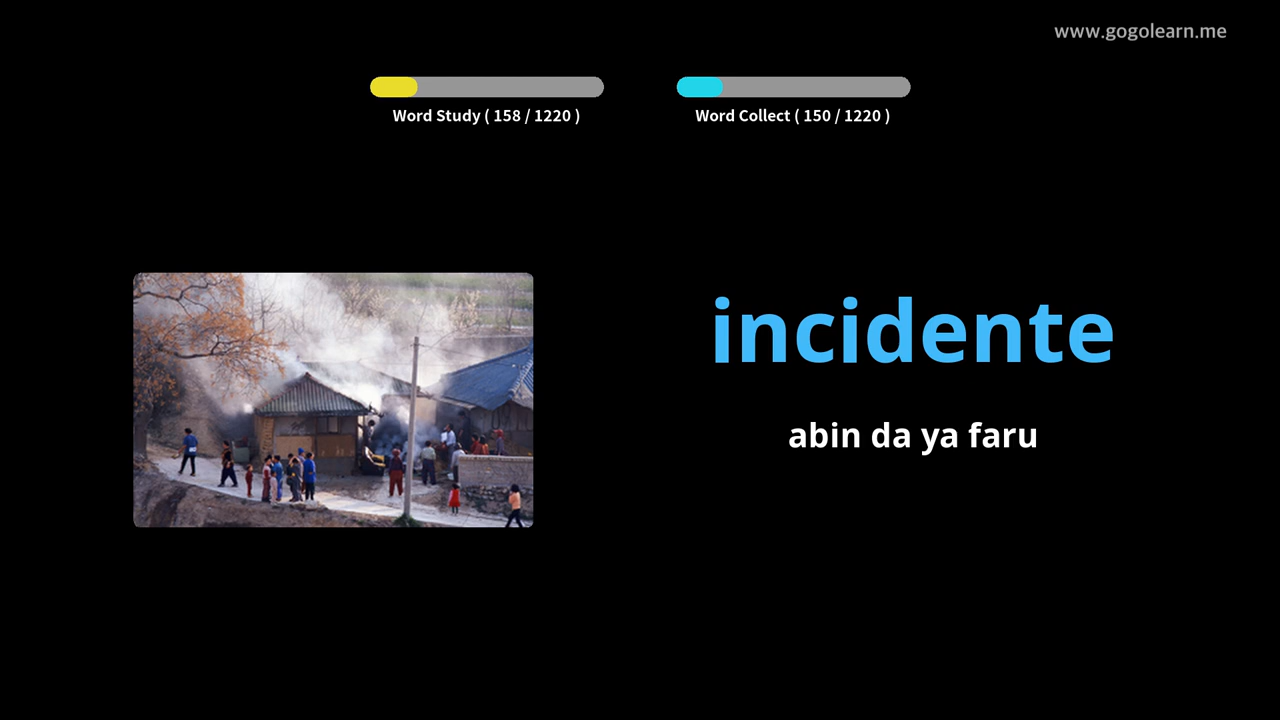 www.gogolearn.me
Word Study ( 158 / 1220 )
Word Collect ( 150 / 1220 )
incidente
abin da ya faru